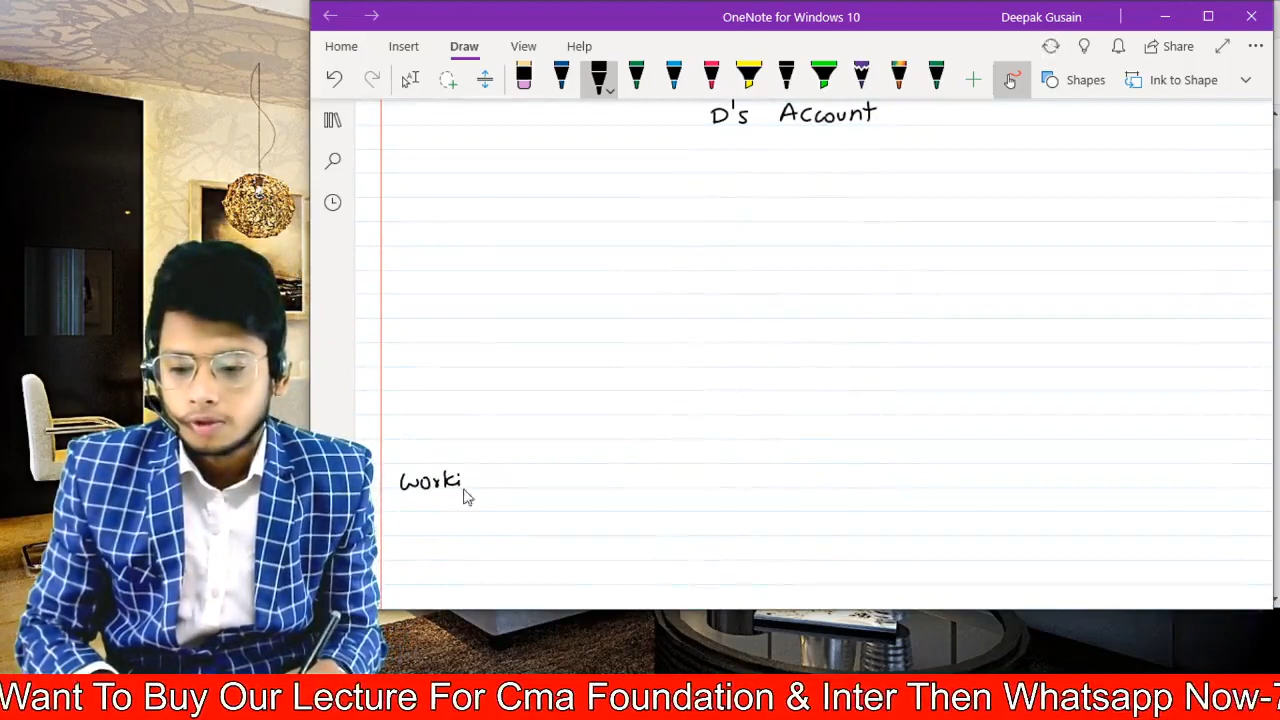 OneNote for Windows 10
Deepak Gusain
Home Insert Draw View Help
Share
Shapes
Ink to Shape
D's Account
worki
Want To Buy Our Lecture For Cma Foundation & Inter Then Whatsapp Now-7